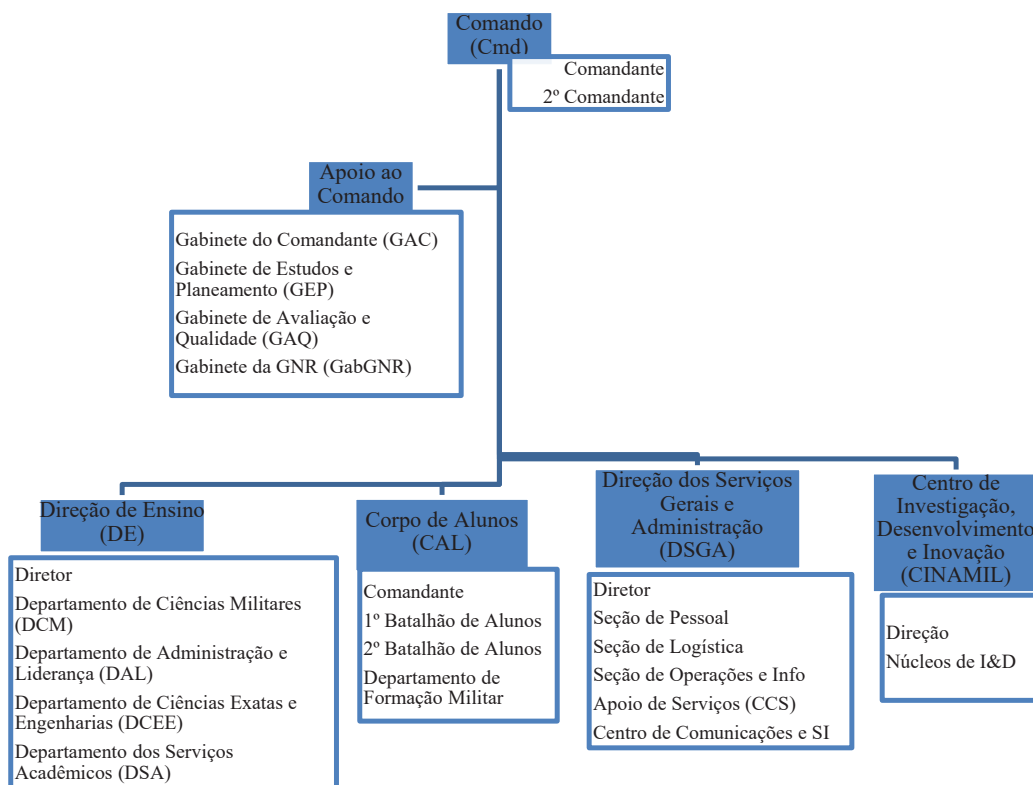 Comando
(Cmd)
Comandante
2º Comandante
Apoio ao
Comando
Gabinete do Comandante (GAC)
Gabinete de Estudos e
Planeamento (GEP)
Gabinete de Avaliação e
Qualidade (GAQ)
Gabinete da GNR (GabGNR)
Direção de Ensino
(DE)
Diretor
Departamento de Ciências Militares
(DCM)
Departamento de Administração e
Liderança (DAL)
Departamento de Ciências Exatas e
Engenharias (DCEE)
Departamento dos Serviços
Acadêmicos (DSA)
Corpo de Alunos
(CAL)
Comandante
1º Batalhão de Alunos
2º Batalhão de Alunos
Departamento de
Formação Militar
Direção dos Serviços
Gerais e
Administração
(DSGA)
Diretor
Seção de Pessoal
Seção de Logística
Seção de Operações e Info
Apoio de Serviços (CCS)
Centro de Comunicações e SI
Centro de
Investigação,
Desenvolvimento
e Inovação
(CINAMIL)
Direção
Núcleos de I&D